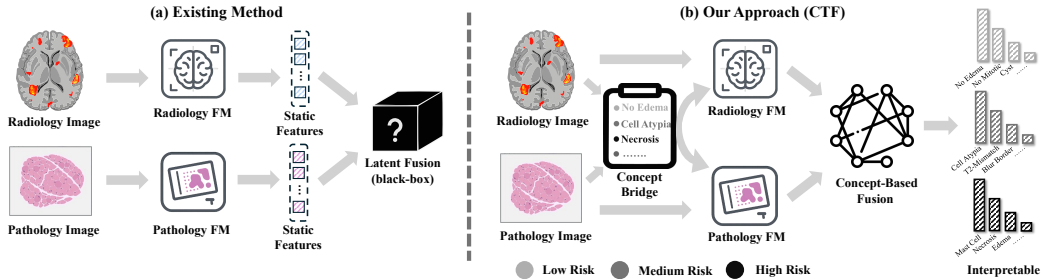 (a) Existing Method
Radiology Image
Radiology FM
Static
Features
Pathology Image
Pathology FM
Static
Features
?
Latent Fusion
(black-box)
(b) Our Approach (CTF)
Radiology Image
No Edema
Cell Atypia
Necrosis
.......
Concept
Bridge
Radiology FM
Pathology Image
Pathology FM
Concept-Based
Fusion
No Edema
No Mitotic
Cyst
......
Cell Atypia
T2-Mismatch
Blur Border
......
Mast Cell
Necrosis
Edema
......
Interpretable
Low Risk
Medium Risk
High Risk